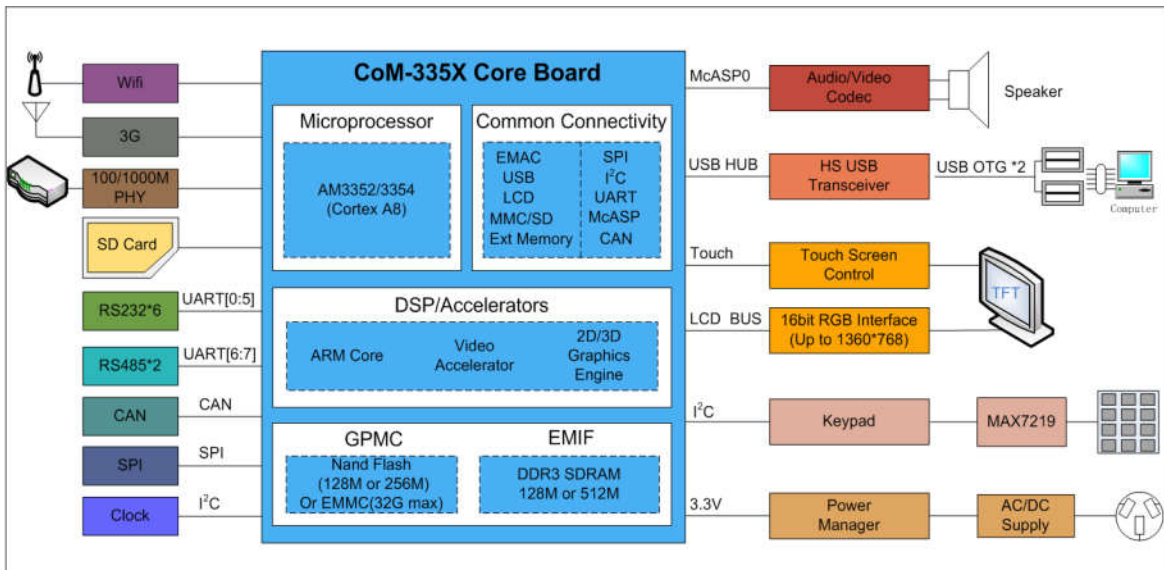 CoM-335X Core Board
Wifi
3G
100/1000M
PHY
SD Card
RS232*6
UART[0:5]
RS485*2
UART[6:7]
CAN
CAN
SPI
SPI
Clock
I²C
Microprocessor
AM3352/3354
(Cortex A8)
Common Connectivity
EMAC
USB
LCD
MMC/SD
Ext Memory
SPI
I²C
UART
McASP
CAN
DSP/Accelerators
ARM Core
Video
Accelerator
2D/3D
Graphics
Engine
GPMC
Nand Flash
(128M or 256M)
Or EMMC(32G max)
EMIF
DDR3 SDRAM
128M or 512M
McASP0
Audio/Video
Codec
Speaker
USB HUB
HS USB
Transceiver
USB OTG *2
Computer
Touch
Touch Screen
Control
TFT
LCD BUS
16bit RGB Interface
(Up to 1360*768)
I²C
Keypad
MAX7219
3.3V
Power
Manager
AC/DC
Supply